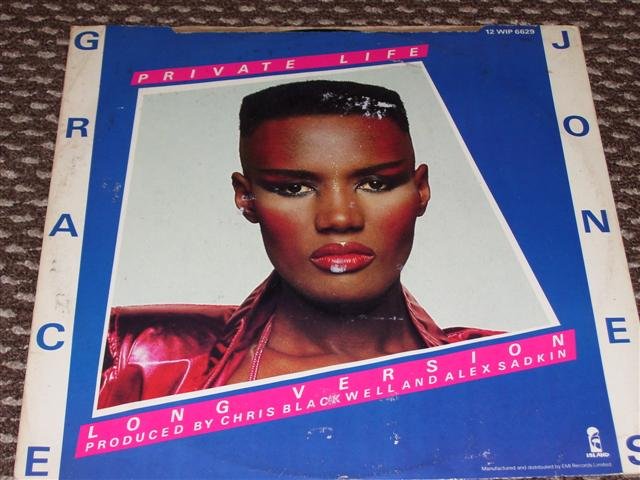 12 WIP 6629
GRACE
JONES
PRIVATE LIFE
LONG VERSION
PRODUCED BY CHRIS BLACKWELL AND ALEX SADKIN
ISLAND
Manufactured and distributed by EMI Records Limited.